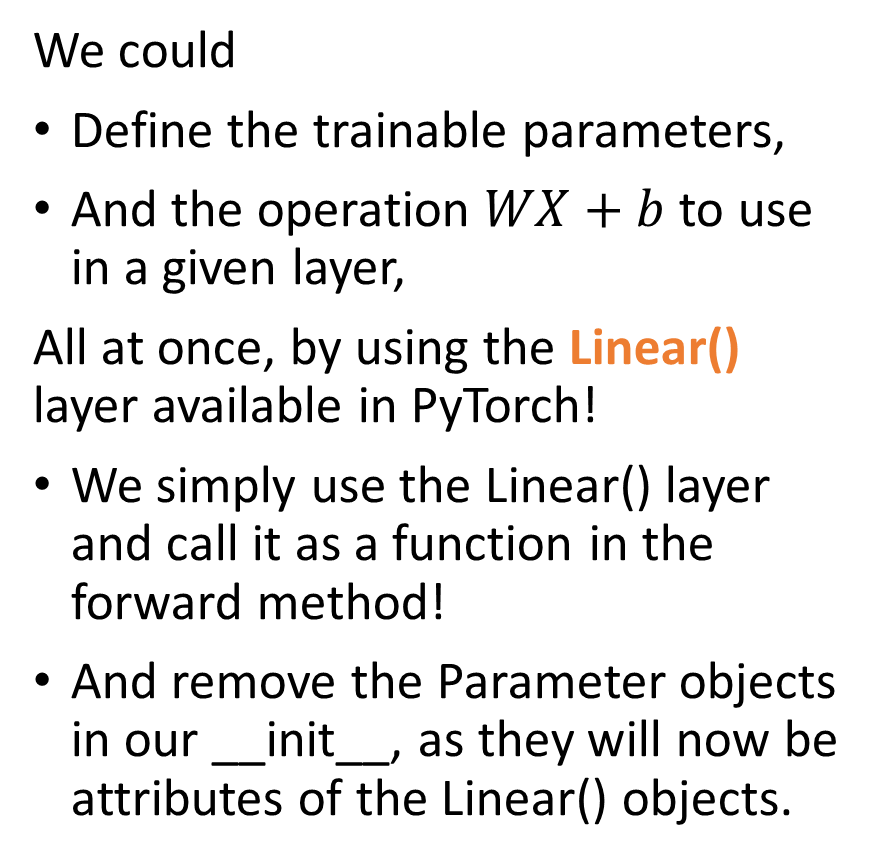 We could
• Define the trainable parameters,
• And the operation WX + b to use
in a given layer,
All at once, by using the Linear()
layer available in PyTorch!
• We simply use the Linear() layer
and call it as a function in the
forward method!
• And remove the Parameter objects
in our __init__, as they will now be
attributes of the Linear() objects.